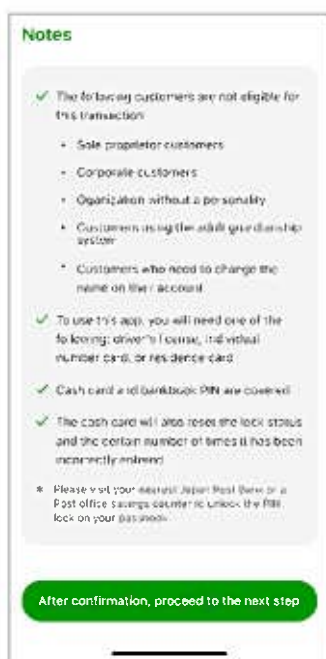 Notes
✓ The following customers are not eligible for
this transaction
• Sole proprietor customers
• Corporate customers
• Oganization without a personality
• Customers using the adult guardianship
system
• Customers who need to change the
name on their account
✓ To use this app, you will need one of the
following: driver's license, individual
number card, or residence card
✓ Cash card and bankbook PIN are covered
✓ The cash card will also reset the lock status
and the certain number of times it has been
incorrectly entered
* Please visit your nearest Japan Post Bank or a
Post office savings counter to unlock the PIN
lock on your passbook
After confirmation, proceed to the next step